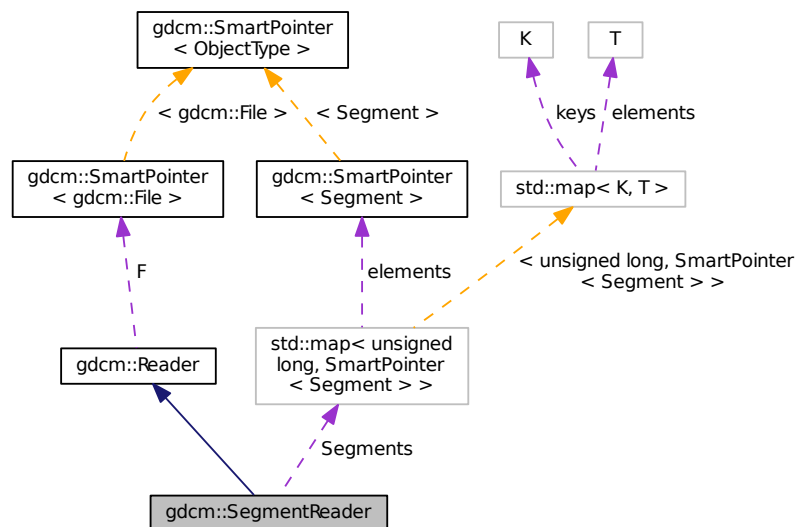 gdcm::SmartPointer
< ObjectType >
K
T
< gdcm::File >
< Segment >
keys
elements
gdcm::SmartPointer
< gdcm::File >
gdcm::SmartPointer
< Segment >
std::map< K, T >
F
elements
< unsigned long, SmartPointer
< Segment > >
gdcm::Reader
std::map< unsigned
long, SmartPointer
< Segment > >
Segments
gdcm::SegmentReader